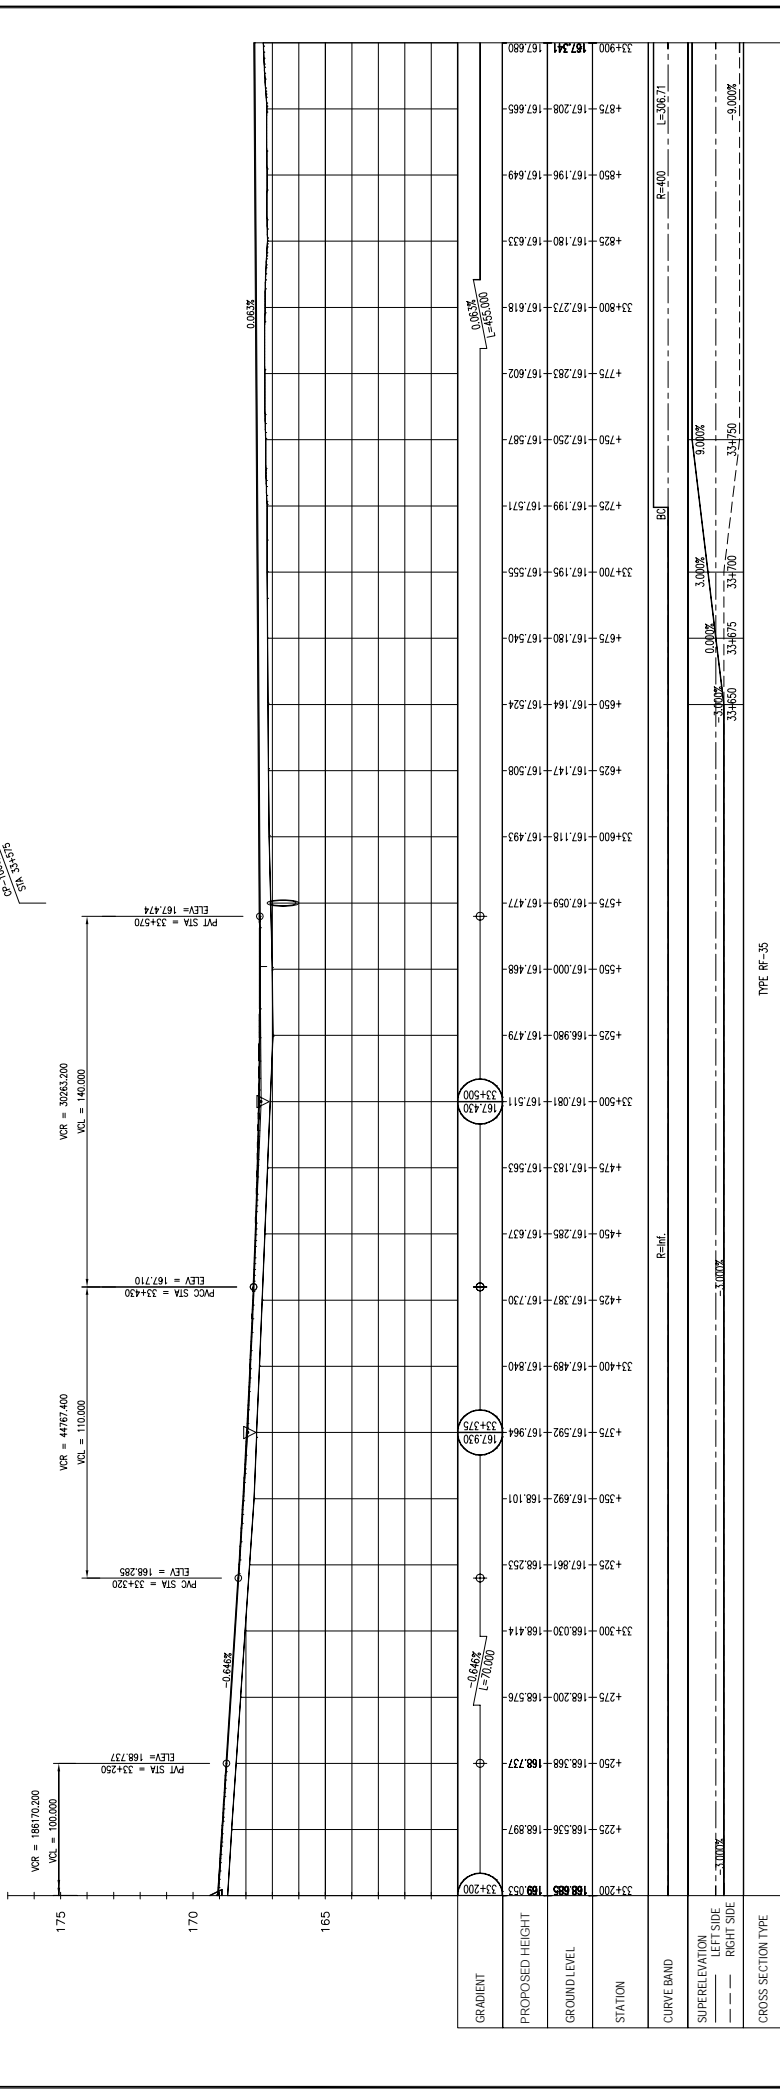 VCR = 186170.200
VCL = 100.000
VCR = 44767.400
VCL = 110.000
VCR = 30263.200
VCL = 140.000
STA 33+575
PVT STA = 33+250
ELEV= 168.737
PVC STA = 33+320
ELEV = 168.285
PVCC STA = 33+430
ELEV = 167.710
PVT STA = 33+570
ELEV= 167.474
175
170
165
-0.646%
0.063%
GRADIENT
33+200
-0.646%
L=70.000
33+375
167.930
33+500
167.430
0.063%
L=455.000
PROPOSED HEIGHT
169.053 168.897 168.737 168.576 168.414 168.253 168.101 167.964 167.840 167.730 167.637 167.563 167.511 167.479 167.468 167.477 167.493 167.508 167.524 167.540 167.555 167.571 167.587 167.602 167.618 167.633 167.649 167.665 167.680
GROUND LEVEL
168.685 168.536 168.368 168.200 168.030 167.861 167.692 167.592 167.489 167.387 167.285 167.183 167.081 166.980 167.000 167.059 167.118 167.147 167.164 167.180 167.195 167.199 167.250 167.283 167.273 167.180 167.196 167.208 167.341
STATION
33+200 +225 +250 +275 33+300 +325 +350 +375 33+400 +425 +450 +475 33+500 +525 +550 +575 33+600 +625 +650 +675 33+700 +725 +750 +775 33+800 +825 +850 +875 33+900
CURVE BAND
R=Inf.
BC
R=400
L=306.71
SUPERELEVATION
LEFT SIDE
RIGHT SIDE
-3.000%
-3.000%
-3.000%
33+650
0.000%
33+675
3.000%
33+700
9.000%
33+750
-9.000%
CROSS SECTION TYPE
TYPE RF-35